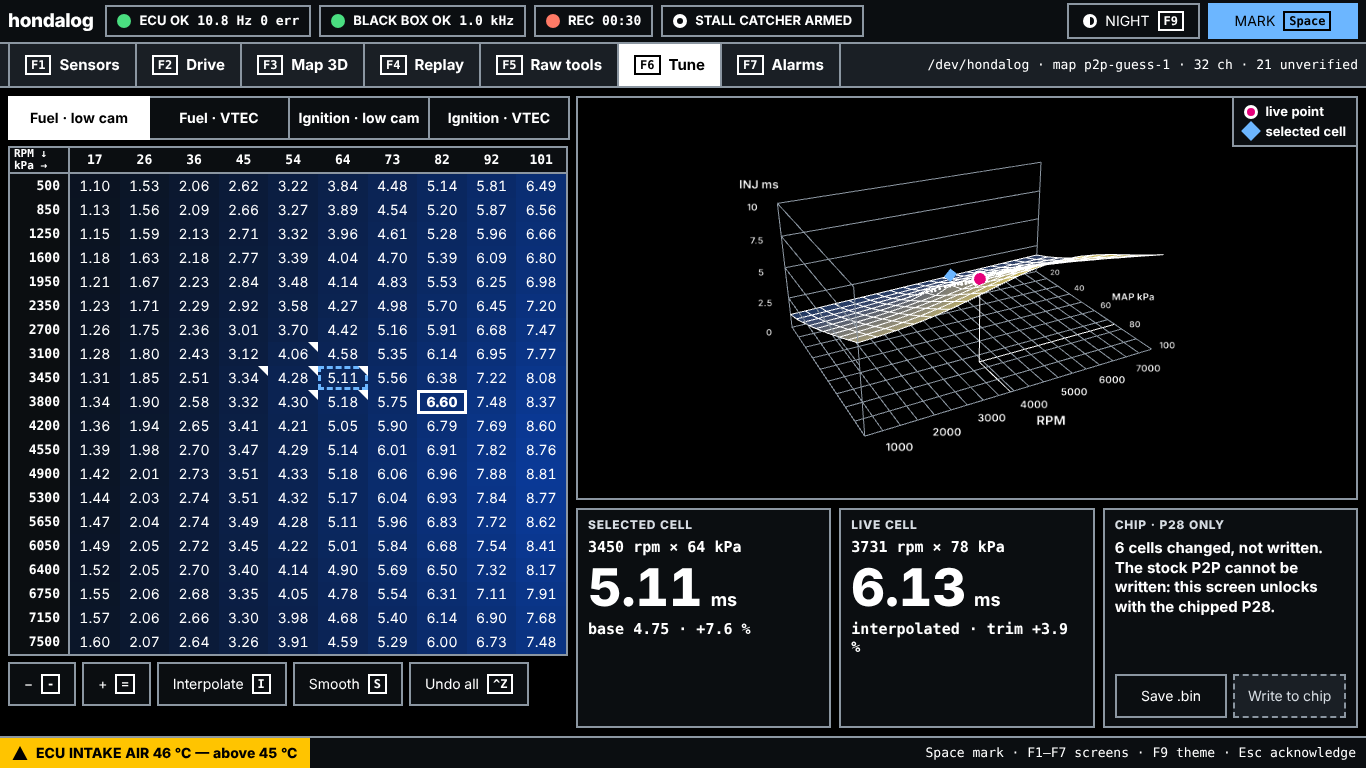 hondalog ECU OK 10.8 Hz 0 err BLACK BOX OK 1.0 kHz REC 00:30 STALL CATCHER ARMED NIGHT F9 MARK Space
F1 Sensors F2 Drive F3 Map 3D F4 Replay F5 Raw tools F6 Tune F7 Alarms /dev/hondalog · map p2p-guess-1 · 32 ch · 21 unverified
Fuel · low cam Fuel · VTEC Ignition · low cam Ignition · VTEC
RPM ↓
kPa → 17 26 36 45 54 64 73 82 92 101
500 1.10 1.53 2.06 2.62 3.22 3.84 4.48 5.14 5.81 6.49
850 1.13 1.56 2.09 2.66 3.27 3.89 4.54 5.20 5.87 6.56
1250 1.15 1.59 2.13 2.71 3.32 3.96 4.61 5.28 5.96 6.66
1600 1.18 1.63 2.18 2.77 3.39 4.04 4.70 5.39 6.09 6.80
1950 1.21 1.67 2.23 2.84 3.48 4.14 4.83 5.53 6.25 6.98
2350 1.23 1.71 2.29 2.92 3.58 4.27 4.98 5.70 6.45 7.20
2700 1.26 1.75 2.36 3.01 3.70 4.42 5.16 5.91 6.68 7.47
3100 1.28 1.80 2.43 3.12 4.06 4.58 5.35 6.14 6.95 7.77
3450 1.31 1.85 2.51 3.34 4.28 5.11 5.56 6.38 7.22 8.08
3800 1.34 1.90 2.58 3.32 4.30 5.18 5.75 6.60 7.48 8.37
4200 1.36 1.94 2.65 3.41 4.21 5.05 5.90 6.79 7.69 8.60
4550 1.39 1.98 2.70 3.47 4.29 5.14 6.01 6.91 7.82 8.76
4900 1.42 2.01 2.73 3.51 4.33 5.18 6.06 6.96 7.88 8.81
5300 1.44 2.03 2.74 3.51 4.32 5.17 6.04 6.93 7.84 8.77
5650 1.47 2.04 2.74 3.49 4.28 5.11 5.96 6.83 7.72 8.62
6050 1.49 2.05 2.72 3.45 4.22 5.01 5.84 6.68 7.54 8.41
6400 1.52 2.05 2.70 3.40 4.14 4.90 5.69 6.50 7.32 8.17
6750 1.55 2.06 2.68 3.35 4.05 4.78 5.54 6.31 7.11 7.91
7150 1.57 2.06 2.66 3.30 3.98 4.68 5.40 6.14 6.90 7.68
7500 1.60 2.07 2.64 3.26 3.91 4.59 5.29 6.00 6.73 7.48
− - + = Interpolate I Smooth S Undo all ^Z
live point
selected cell
INJ ms
10
7.5
5
2.5
0
20
40
60
80
100
MAP kPa
1000
2000
3000
4000
5000
6000
7000
RPM
SELECTED CELL
3450 rpm × 64 kPa
5.11 ms
base 4.75 · +7.6 %
LIVE CELL
3731 rpm × 78 kPa
6.13 ms
interpolated · trim +3.9
%
CHIP · P28 ONLY
6 cells changed, not written.
The stock P2P cannot be
written: this screen unlocks
with the chipped P28.
Save .bin Write to chip
ECU INTAKE AIR 46 °C — above 45 °C Space mark · F1–F7 screens · F9 theme · Esc acknowledge